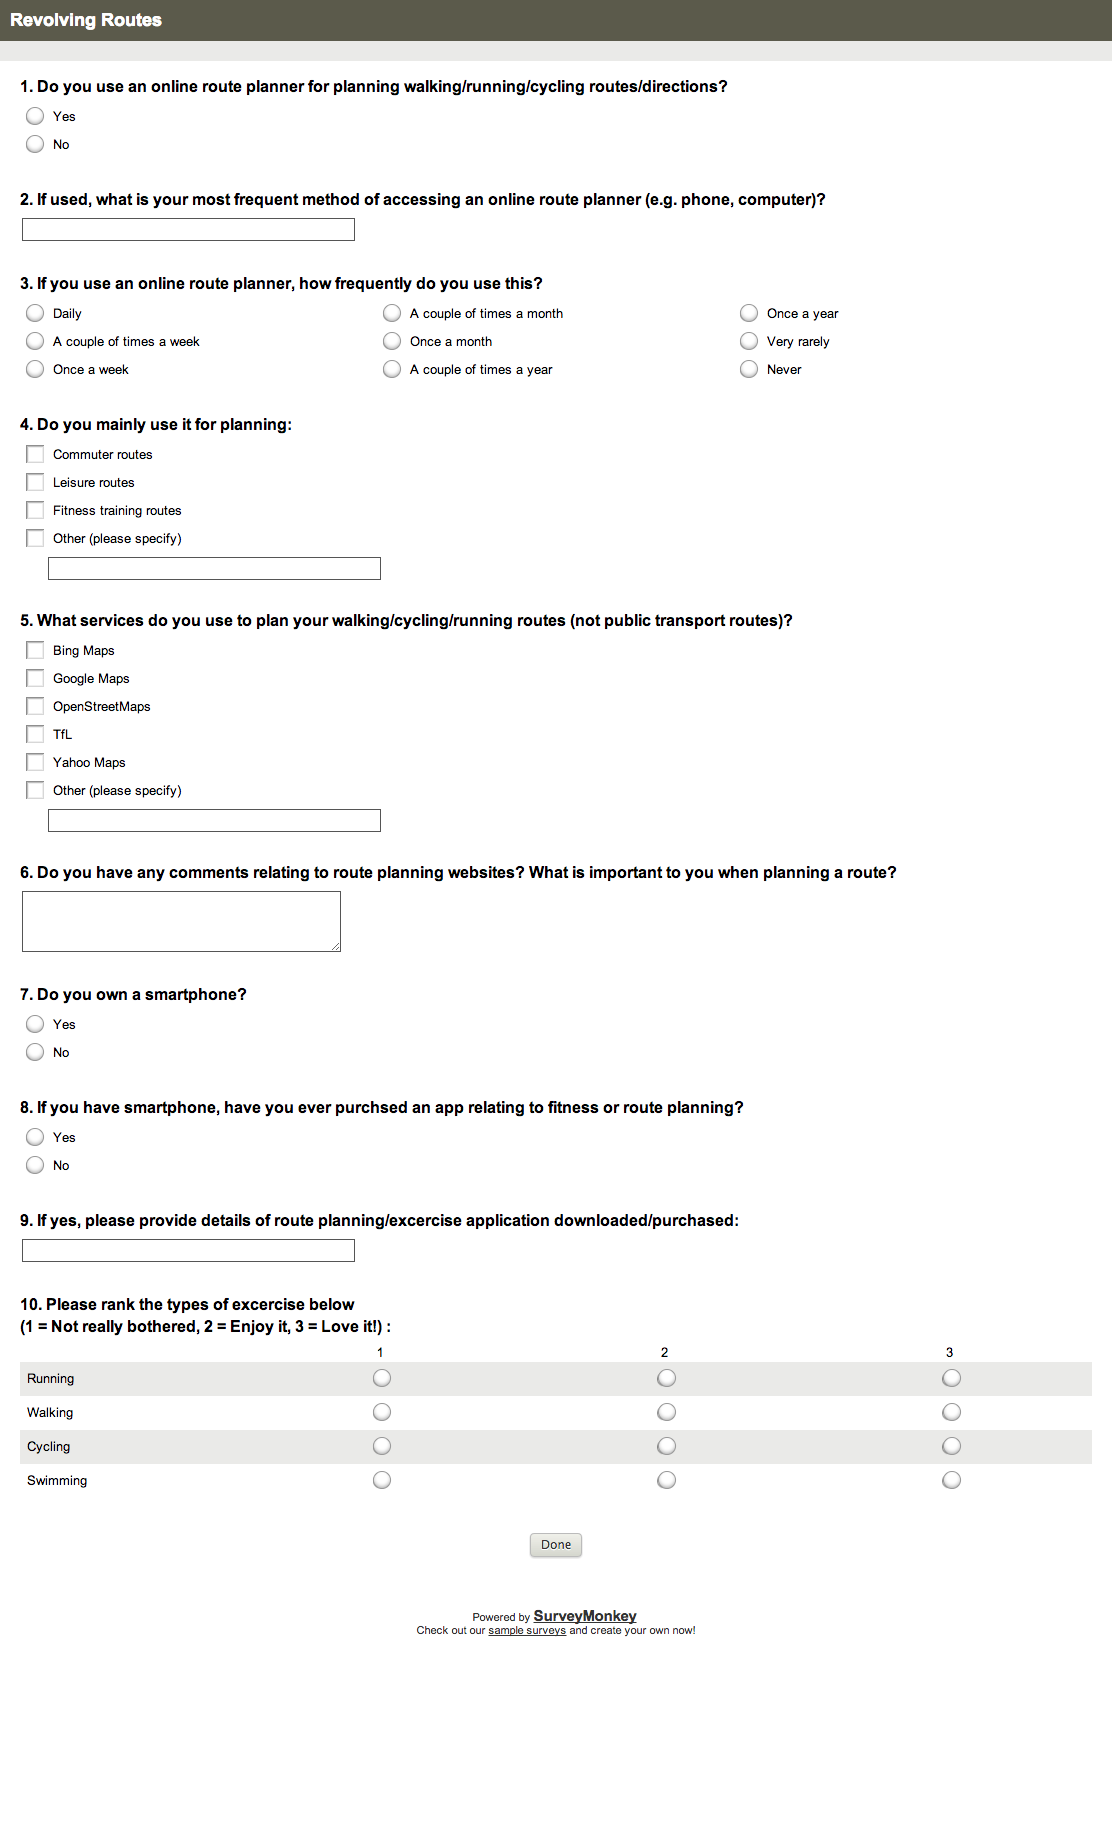 Revolving Routes
1. Do you use an online route planner for planning walking/running/cycling routes/directions?
Yes
No
2. If used, what is your most frequent method of accessing an online route planner (e.g. phone, computer)?
3. If you use an online route planner, how frequently do you use this?
Daily
A couple of times a week
Once a week
A couple of times a month
Once a month
A couple of times a year
Once a year
Very rarely
Never
4. Do you mainly use it for planning:
Commuter routes
Leisure routes
Fitness training routes
Other (please specify)
5. What services do you use to plan your walking/cycling/running routes (not public transport routes)?
Bing Maps
Google Maps
OpenStreetMaps
TfL
Yahoo Maps
Other (please specify)
6. Do you have any comments relating to route planning websites? What is important to you when planning a route?
7. Do you own a smartphone?
Yes
No
8. If you have smartphone, have you ever purchsed an app relating to fitness or route planning?
Yes
No
9. If yes, please provide details of route planning/excercise application downloaded/purchased:
10. Please rank the types of excercise below
(1 = Not really bothered, 2 = Enjoy it, 3 = Love it!) :
1 2 3
Running
Walking
Cycling
Swimming
Done
Powered by SurveyMonkey
Check out our sample surveys and create your own now!